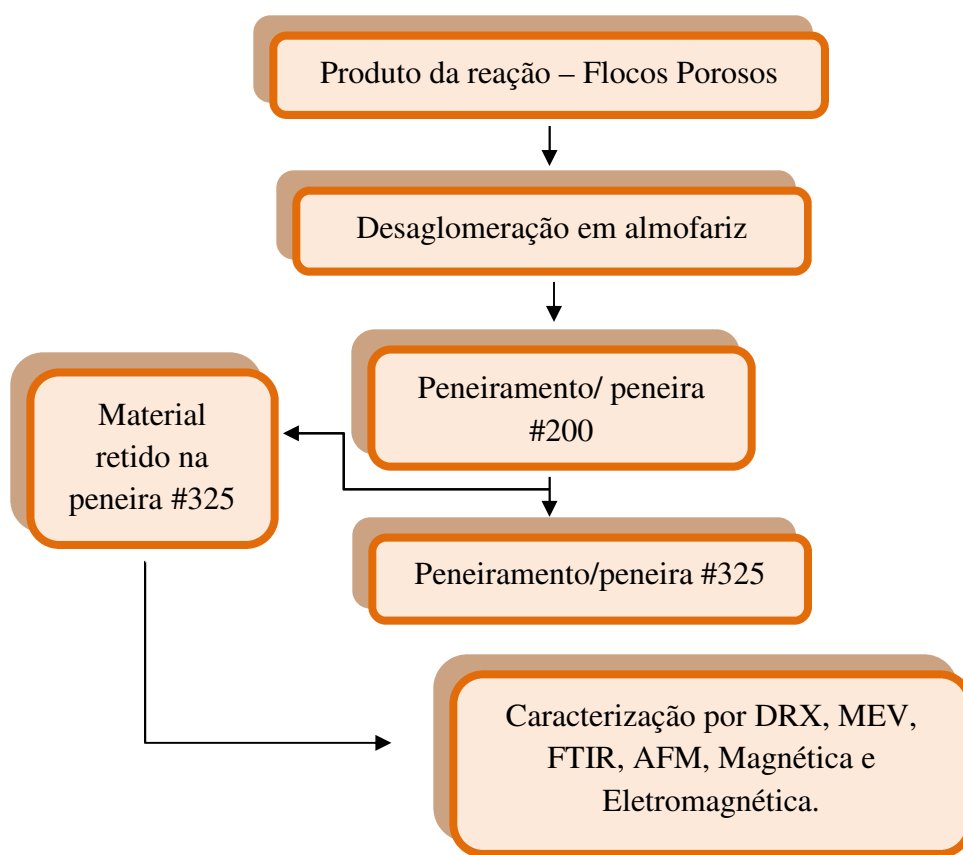 Produto da reação – Flocos Porosos
Desaglomeração em almofariz
Peneiramento/ peneira
#200
Material
retido na
peneira #325
Peneiramento/peneira #325
Caracterização por DRX, MEV,
FTIR, AFM, Magnética e
Eletromagnética.